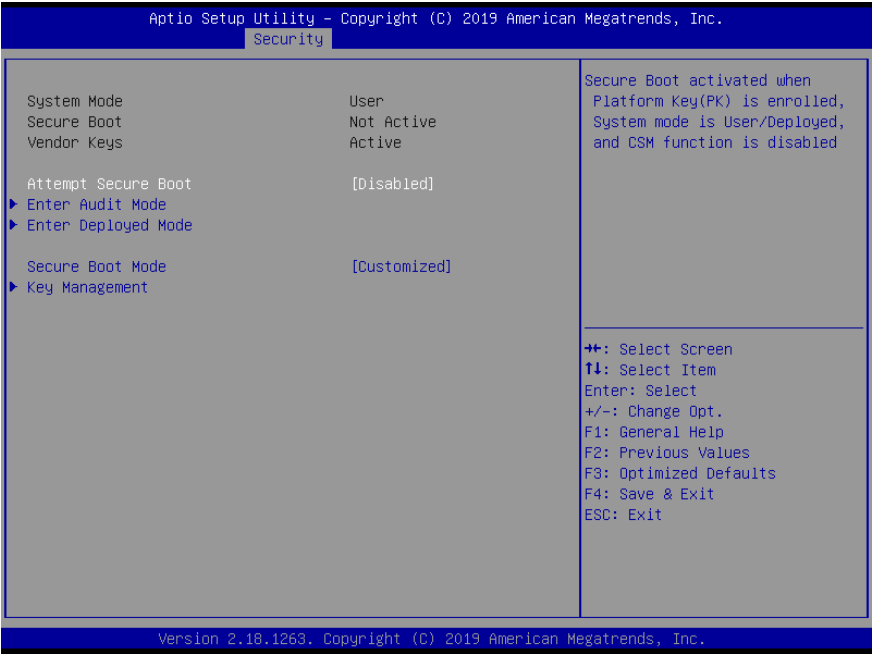 Aptio Setup Utility – Copyright (C) 2019 American Megatrends, Inc.
Security
System Mode User
Secure Boot Not Active
Vendor Keys Active
Attempt Secure Boot [Disabled]
Enter Audit Mode
Enter Deployed Mode
Secure Boot Mode [Customized]
Key Management
Secure Boot activated when
Platform Key(PK) is enrolled,
System mode is User/Deployed,
and CSM function is disabled
→←: Select Screen
↑↓: Select Item
Enter: Select
+/-: Change Opt.
F1: General Help
F2: Previous Values
F3: Optimized Defaults
F4: Save & Exit
ESC: Exit
Version 2.18.1263. Copyright (C) 2019 American Megatrends, Inc.